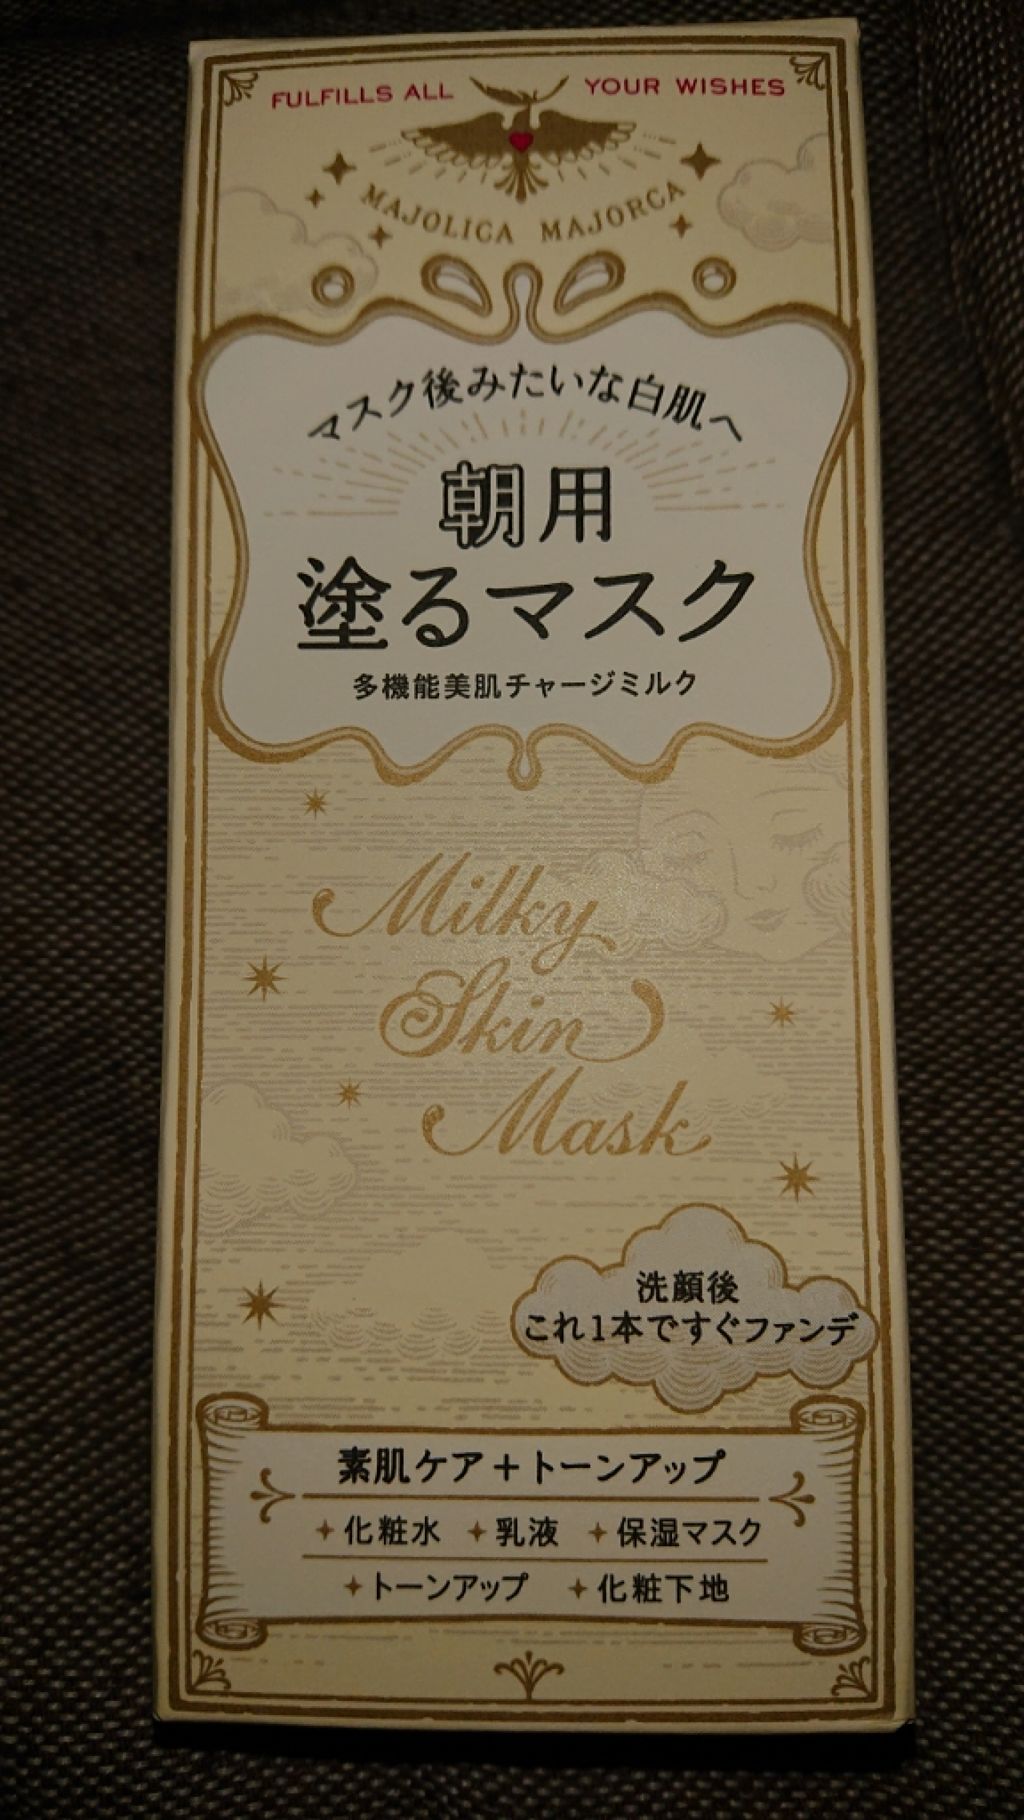 FULFILLS ALL YOUR WISHES
MAJOLICA MAJORCA
マスク後みたいな白肌へ
朝用
塗るマスク
多機能美肌チャージミルク
Milky
Skin
Mask
洗顔後
これ1本ですぐファンデ
素肌ケア+トーンアップ
化粧水 乳液 保湿マスク
トーンアップ 化粧下地